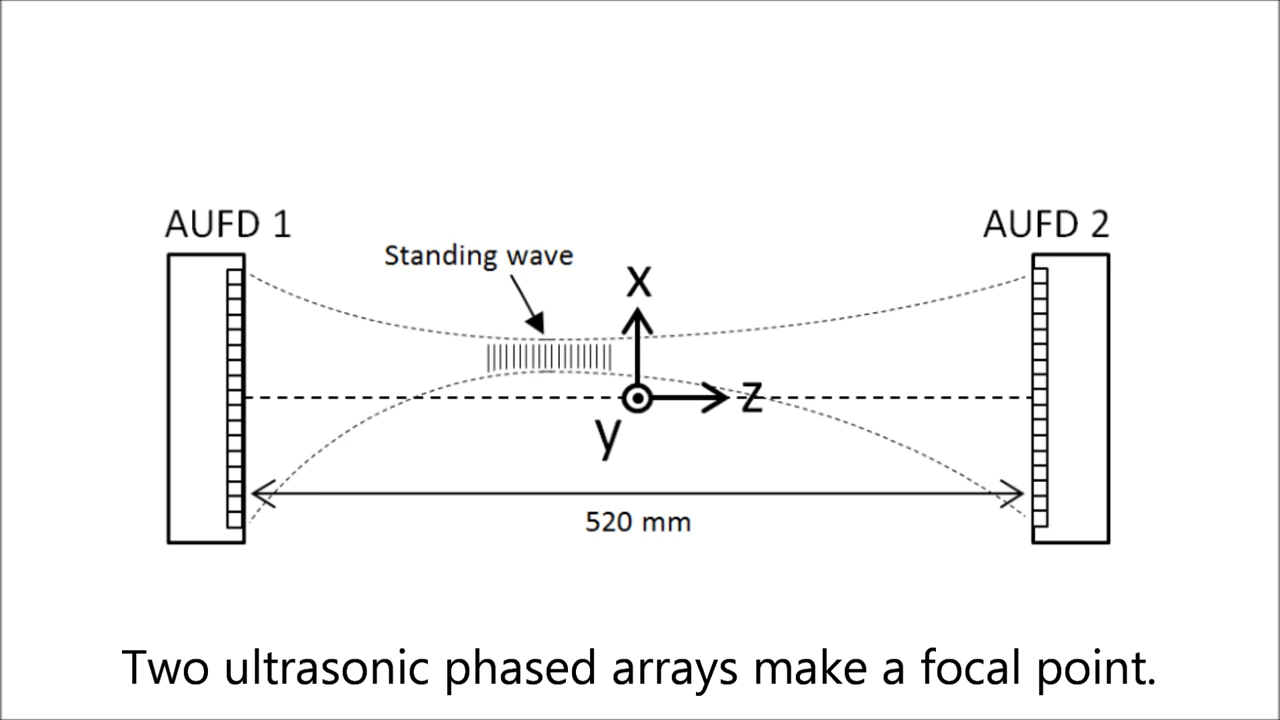 AUFD 1
AUFD 2
Standing wave
x
z
y
520 mm
Two ultrasonic phased arrays make a focal point.